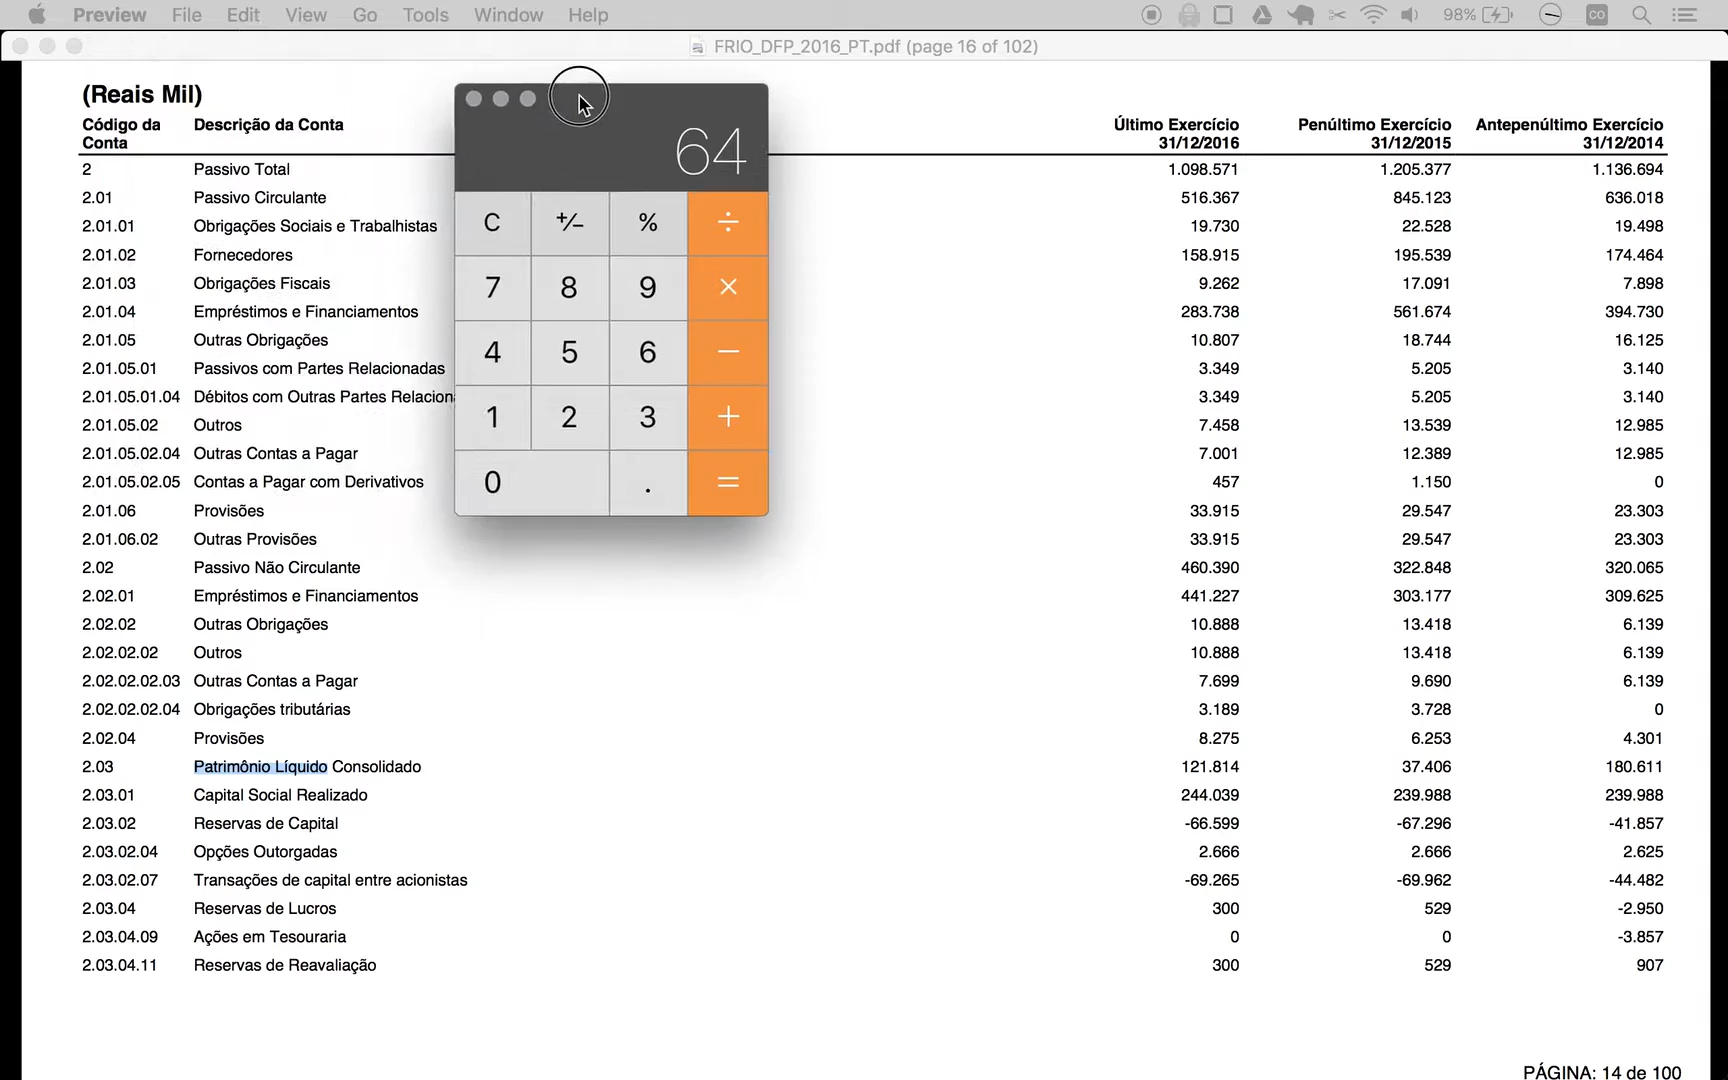 Preview File Edit View Go Tools Window Help 98% CO
FRIO_DFP_2016_PT.pdf (page 16 of 102)
(Reais Mil)
Código da Conta Descrição da Conta Último Exercício 31/12/2016 Penúltimo Exercício 31/12/2015 Antepenúltimo Exercício 31/12/2014
2 Passivo Total 1.098.571 1.205.377 1.136.694
2.01 Passivo Circulante 516.367 845.123 636.018
2.01.01 Obrigações Sociais e Trabalhistas 19.730 22.528 19.498
2.01.02 Fornecedores 158.915 195.539 174.464
2.01.03 Obrigações Fiscais 9.262 17.091 7.898
2.01.04 Empréstimos e Financiamentos 283.738 561.674 394.730
2.01.05 Outras Obrigações 10.807 18.744 16.125
2.01.05.01 Passivos com Partes Relacionadas 3.349 5.205 3.140
2.01.05.01.04 Débitos com Outras Partes Relacion 3.349 5.205 3.140
2.01.05.02 Outros 7.458 13.539 12.985
2.01.05.02.04 Outras Contas a Pagar 7.001 12.389 12.985
2.01.05.02.05 Contas a Pagar com Derivativos 457 1.150 0
2.01.06 Provisões 33.915 29.547 23.303
2.01.06.02 Outras Provisões 33.915 29.547 23.303
2.02 Passivo Não Circulante 460.390 322.848 320.065
2.02.01 Empréstimos e Financiamentos 441.227 303.177 309.625
2.02.02 Outras Obrigações 10.888 13.418 6.139
2.02.02.02 Outros 10.888 13.418 6.139
2.02.02.02.03 Outras Contas a Pagar 7.699 9.690 6.139
2.02.02.02.04 Obrigações tributárias 3.189 3.728 0
2.02.04 Provisões 8.275 6.253 4.301
2.03 Patrimônio Líquido Consolidado 121.814 37.406 180.611
2.03.01 Capital Social Realizado 244.039 239.988 239.988
2.03.02 Reservas de Capital -66.599 -67.296 -41.857
2.03.02.04 Opções Outorgadas 2.666 2.666 2.625
2.03.02.07 Transações de capital entre acionistas -69.265 -69.962 -44.482
2.03.04 Reservas de Lucros 300 529 -2.950
2.03.04.09 Ações em Tesouraria 0 0 -3.857
2.03.04.11 Reservas de Reavaliação 300 529 907
PÁGINA: 14 de 100
64
C +/- % ÷
7 8 9 ×
4 5 6 −
1 2 3 +
0 . =